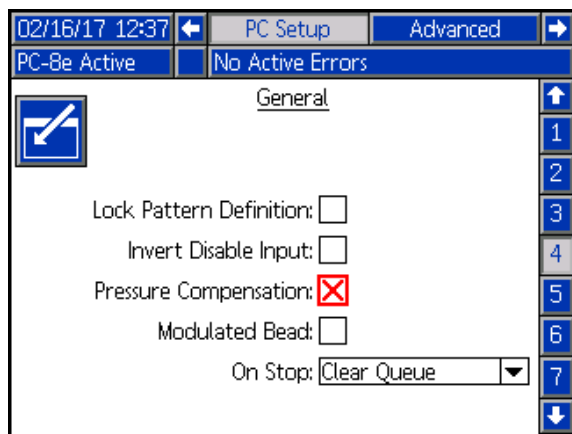 02/16/17 12:37 PC Setup Advanced
PC-8e Active No Active Errors
General
1
2
Lock Pattern Definition: 3
Invert Disable Input: 4
Pressure Compensation: 5
Modulated Bead: 6
On Stop: Clear Queue 7